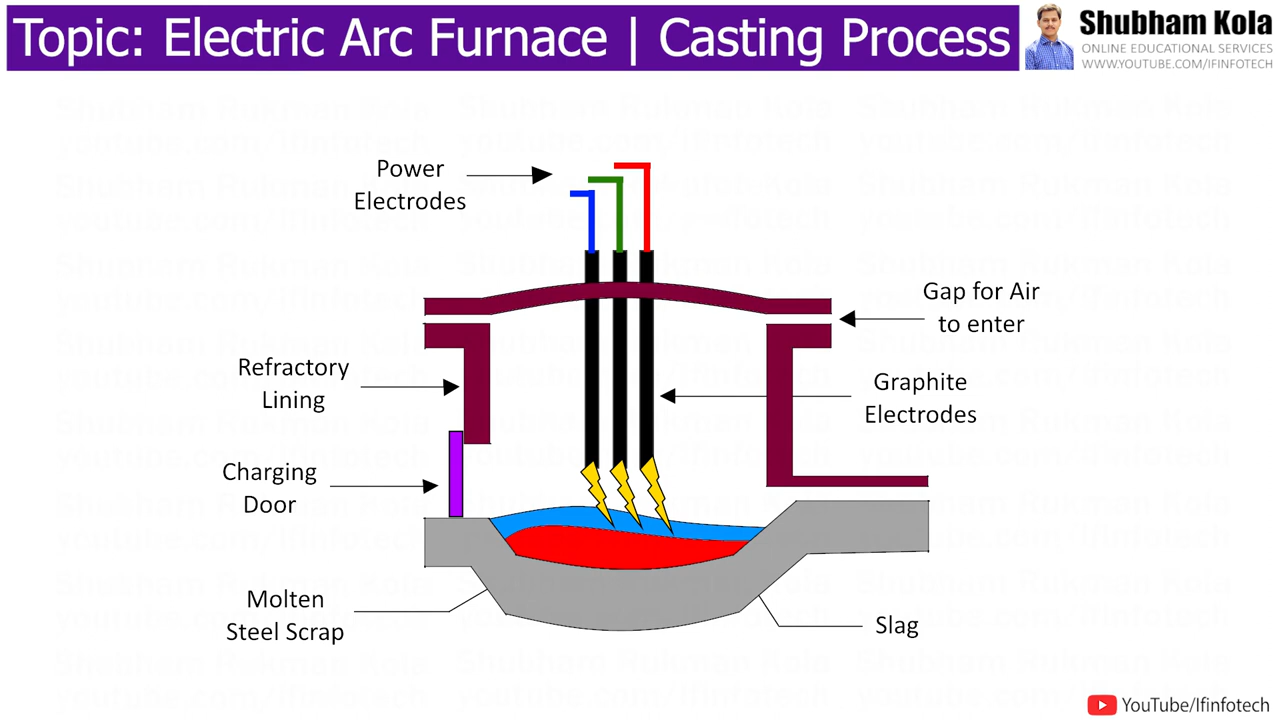 Topic: Electric Arc Furnace | Casting Process
Shubham Kola
ONLINE EDUCATIONAL SERVICES
WWW.YOUTUBE.COM/IFINFOTECH
Power
Electrodes
Gap for Air
to enter
Refractory
Lining
Graphite
Electrodes
Charging
Door
Molten
Steel Scrap
Slag
YouTube/Ifinfotech